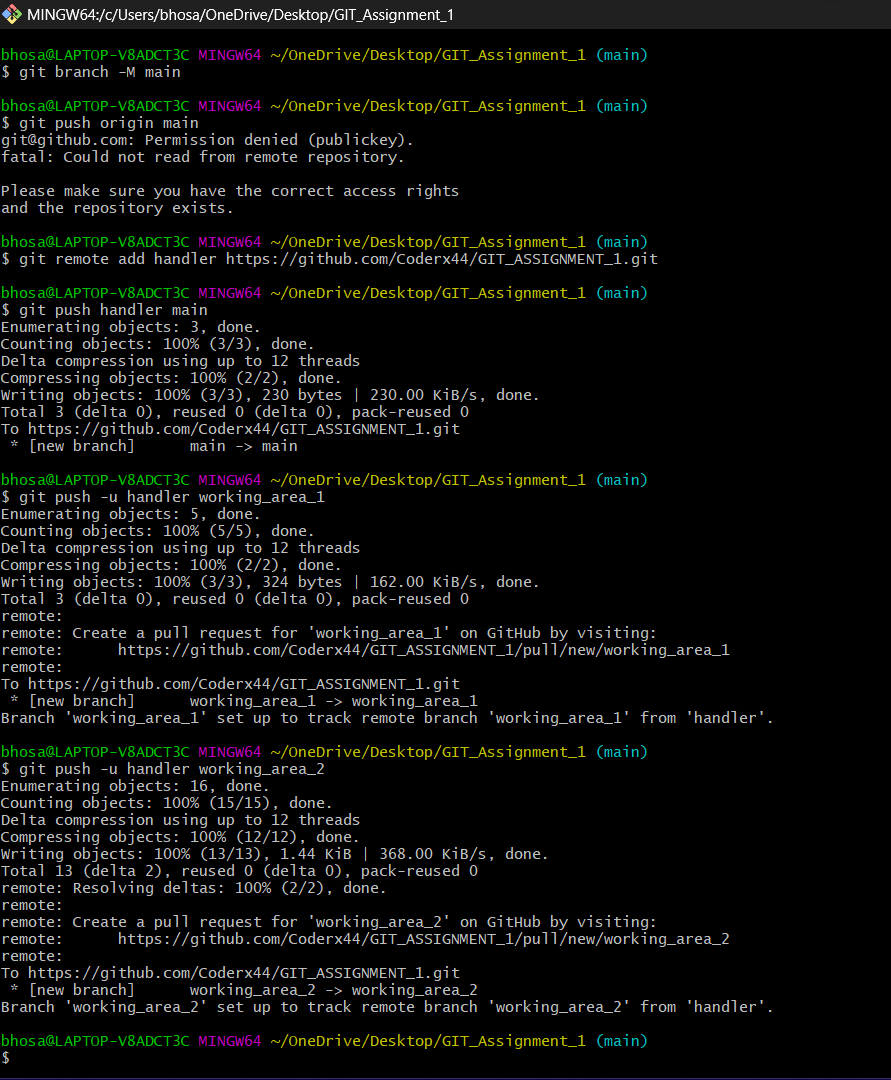 MINGW64:/c/Users/bhosa/OneDrive/Desktop/GIT_Assignment_1
bhosa@LAPTOP-V8ADCT3C MINGW64 ~/OneDrive/Desktop/GIT_Assignment_1 (main)
$ git branch -M main
bhosa@LAPTOP-V8ADCT3C MINGW64 ~/OneDrive/Desktop/GIT_Assignment_1 (main)
$ git push origin main
git@github.com: Permission denied (publickey).
fatal: Could not read from remote repository.
Please make sure you have the correct access rights
and the repository exists.
bhosa@LAPTOP-V8ADCT3C MINGW64 ~/OneDrive/Desktop/GIT_Assignment_1 (main)
$ git remote add handler https://github.com/Coderx44/GIT_ASSIGNMENT_1.git
bhosa@LAPTOP-V8ADCT3C MINGW64 ~/OneDrive/Desktop/GIT_Assignment_1 (main)
$ git push handler main
Enumerating objects: 3, done.
Counting objects: 100% (3/3), done.
Delta compression using up to 12 threads
Compressing objects: 100% (2/2), done.
Writing objects: 100% (3/3), 230 bytes | 230.00 KiB/s, done.
Total 3 (delta 0), reused 0 (delta 0), pack-reused 0
To https://github.com/Coderx44/GIT_ASSIGNMENT_1.git
 * [new branch]      main -> main
bhosa@LAPTOP-V8ADCT3C MINGW64 ~/OneDrive/Desktop/GIT_Assignment_1 (main)
$ git push -u handler working_area_1
Enumerating objects: 5, done.
Counting objects: 100% (5/5), done.
Delta compression using up to 12 threads
Compressing objects: 100% (2/2), done.
Writing objects: 100% (3/3), 324 bytes | 162.00 KiB/s, done.
Total 3 (delta 0), reused 0 (delta 0), pack-reused 0
remote:
remote: Create a pull request for 'working_area_1' on GitHub by visiting:
remote:      https://github.com/Coderx44/GIT_ASSIGNMENT_1/pull/new/working_area_1
remote:
To https://github.com/Coderx44/GIT_ASSIGNMENT_1.git
 * [new branch]      working_area_1 -> working_area_1
Branch 'working_area_1' set up to track remote branch 'working_area_1' from 'handler'.
bhosa@LAPTOP-V8ADCT3C MINGW64 ~/OneDrive/Desktop/GIT_Assignment_1 (main)
$ git push -u handler working_area_2
Enumerating objects: 16, done.
Counting objects: 100% (15/15), done.
Delta compression using up to 12 threads
Compressing objects: 100% (12/12), done.
Writing objects: 100% (13/13), 1.44 KiB | 368.00 KiB/s, done.
Total 13 (delta 2), reused 0 (delta 0), pack-reused 0
remote: Resolving deltas: 100% (2/2), done.
remote:
remote: Create a pull request for 'working_area_2' on GitHub by visiting:
remote:      https://github.com/Coderx44/GIT_ASSIGNMENT_1/pull/new/working_area_2
remote:
To https://github.com/Coderx44/GIT_ASSIGNMENT_1.git
 * [new branch]      working_area_2 -> working_area_2
Branch 'working_area_2' set up to track remote branch 'working_area_2' from 'handler'.
bhosa@LAPTOP-V8ADCT3C MINGW64 ~/OneDrive/Desktop/GIT_Assignment_1 (main)
$